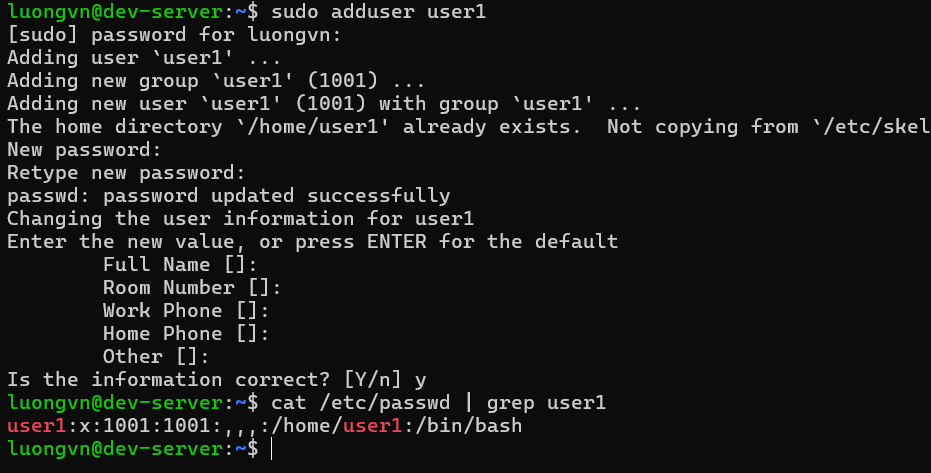 luongvn@dev-server:~$ sudo adduser user1
[sudo] password for luongvn:
Adding user `user1' ...
Adding new group `user1' (1001) ...
Adding new user `user1' (1001) with group `user1' ...
The home directory `/home/user1' already exists.  Not copying from `/etc/skel
New password:
Retype new password:
passwd: password updated successfully
Changing the user information for user1
Enter the new value, or press ENTER for the default
        Full Name []:
        Room Number []:
        Work Phone []:
        Home Phone []:
        Other []:
Is the information correct? [Y/n] y
luongvn@dev-server:~$ cat /etc/passwd | grep user1
user1:x:1001:1001:,,,:/home/user1:/bin/bash
luongvn@dev-server:~$